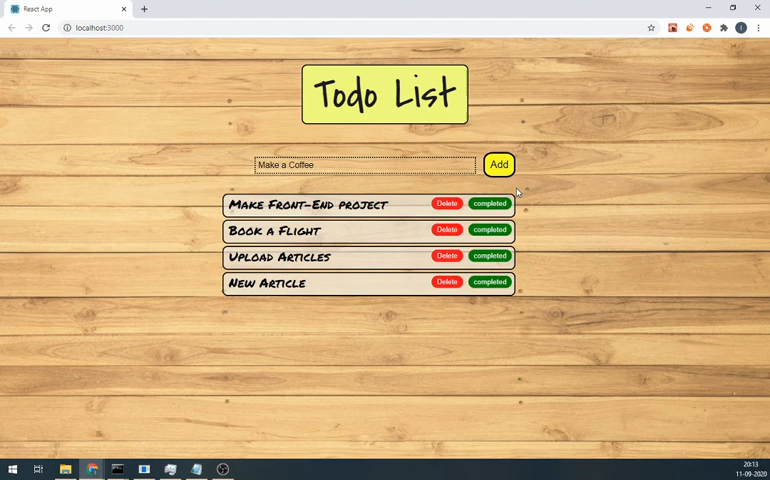 React App
localhost:3000
Todo List
Make a Coffee
Add
Make Front-End project
Delete
completed
Book a Flight
Delete
completed
Upload Articles
Delete
completed
New Article
Delete
completed
20:13
11-09-2020